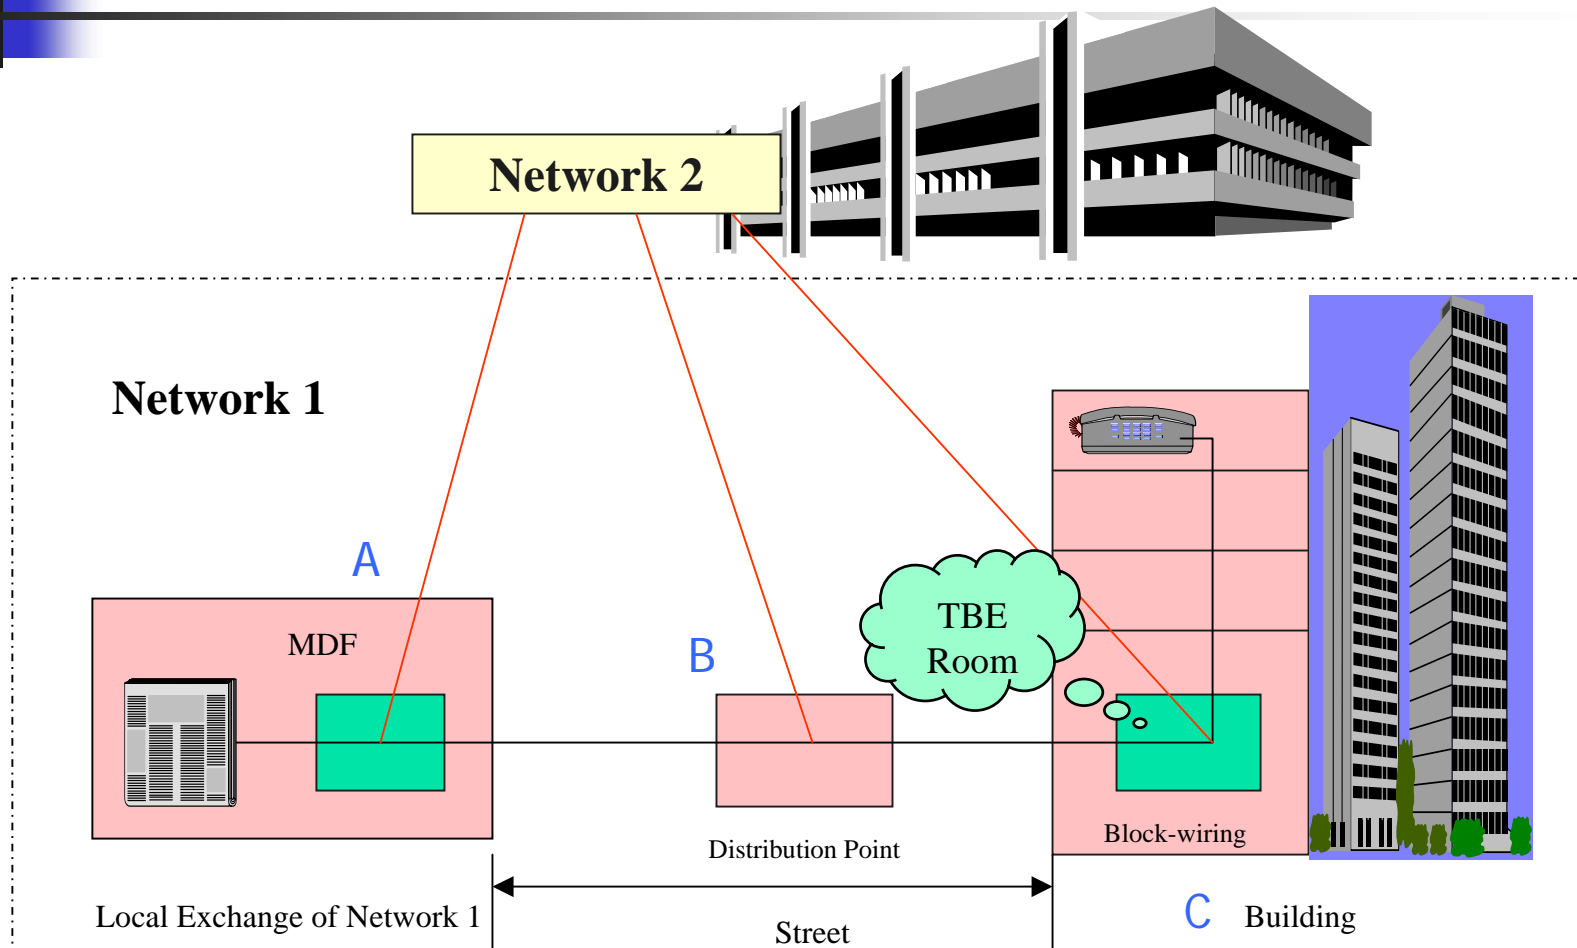 Network 2
Network 1
A
MDF
B
TBE
Room
Distribution Point
Block-wiring
Local Exchange of Network 1
Street
C
Building